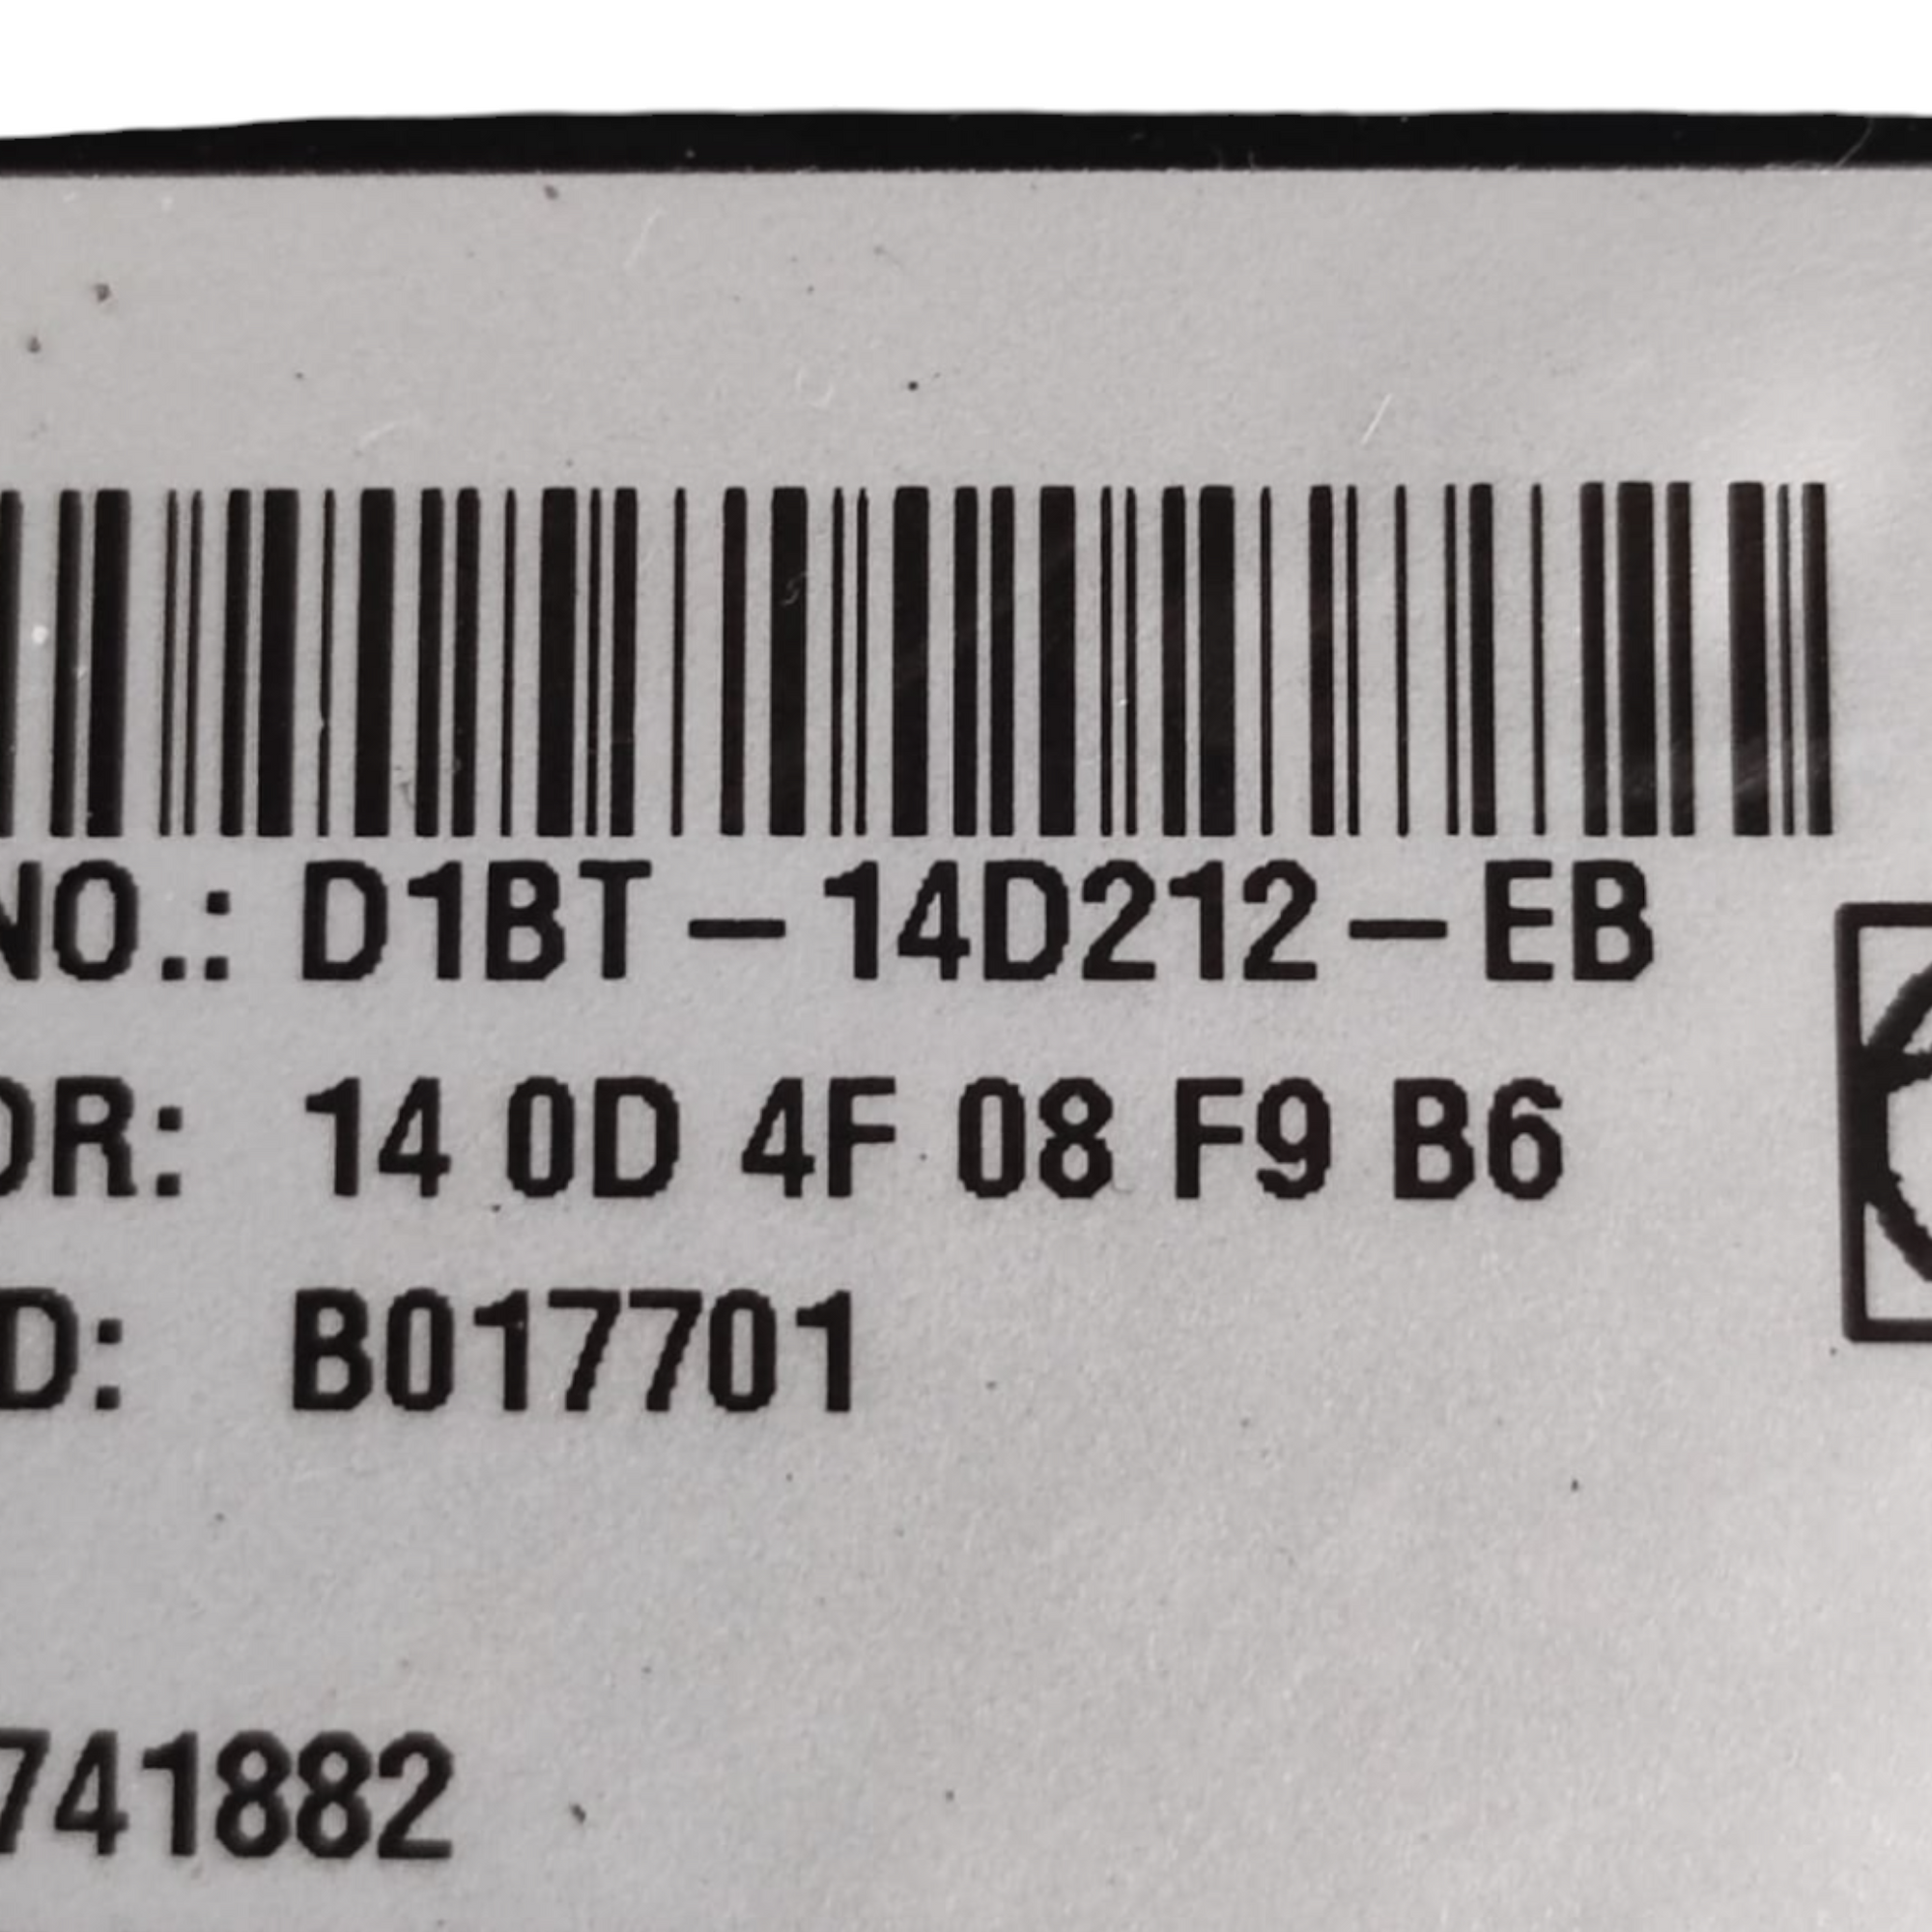 NO.: D1BT-14D212-EB
DR: 14 0D 4F 08 F9 B6
D: B017701
741882